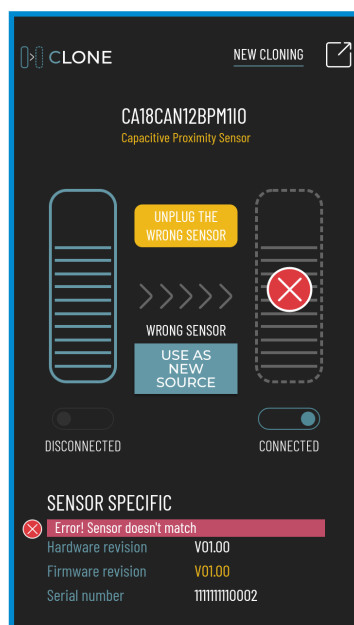 CLONE
NEW CLONING
CA18CAN12BPM1IO
Capacitive Proximity Sensor
UNPLUG THE
WRONG SENSOR
WRONG SENSOR
USE AS
NEW
SOURCE
DISCONNECTED
CONNECTED
SENSOR SPECIFIC
Error! Sensor doesn't match
Hardware revision V01.00
Firmware revision V01.00
Serial number 1111111110002